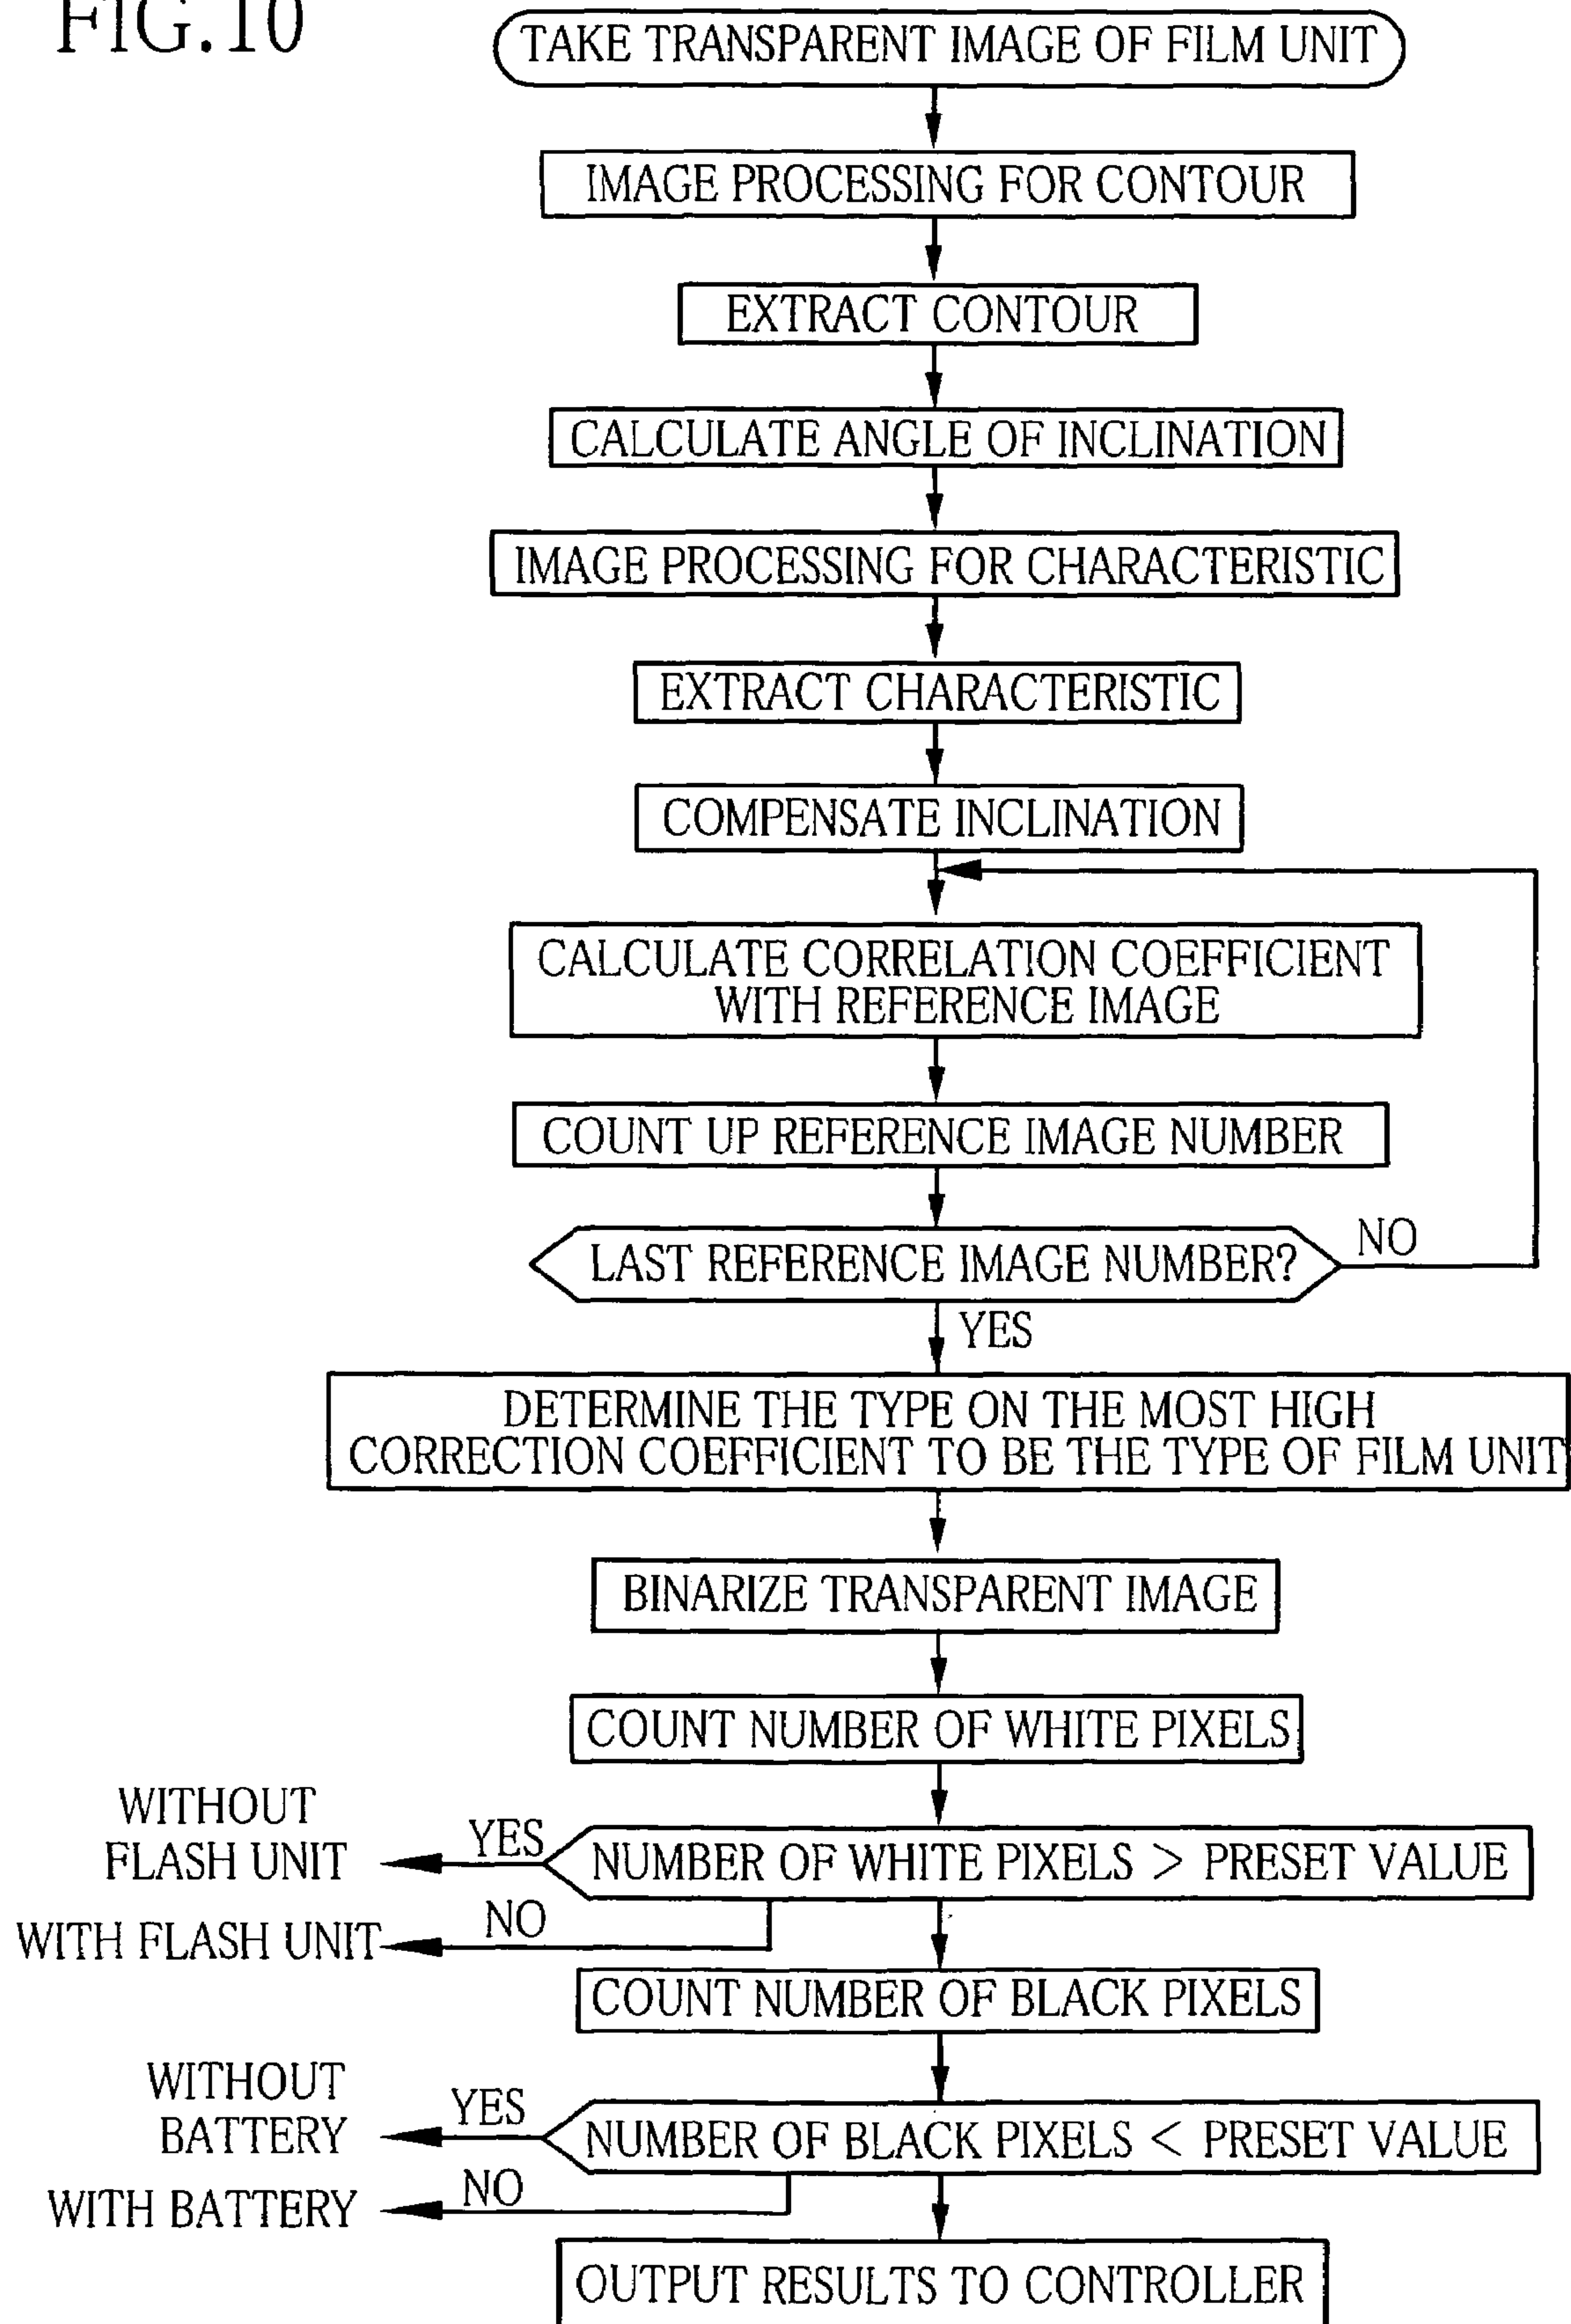 FIG.10
TAKE TRANSPARENT IMAGE OF FILM UNIT
IMAGE PROCESSING FOR CONTOUR
EXTRACT CONTOUR
CALCULATE ANGLE OF INCLINATION
IMAGE PROCESSING FOR CHARACTERISTIC
EXTRACT CHARACTERISTIC
COMPENSATE INCLINATION
CALCULATE CORRELATION COEFFICIENT
WITH REFERENCE IMAGE
COUNT UP REFERENCE IMAGE NUMBER
LAST REFERENCE IMAGE NUMBER?
NO
YES
DETERMINE THE TYPE ON THE MOST HIGH
CORRECTION COEFFICIENT TO BE THE TYPE OF FILM UNIT
BINARIZE TRANSPARENT IMAGE
COUNT NUMBER OF WHITE PIXELS
WITHOUT
FLASH UNIT
YES
NUMBER OF WHITE PIXELS > PRESET VALUE
WITH FLASH UNIT
NO
COUNT NUMBER OF BLACK PIXELS
WITHOUT
BATTERY
YES
NUMBER OF BLACK PIXELS < PRESET VALUE
WITH BATTERY
NO
OUTPUT RESULTS TO CONTROLLER